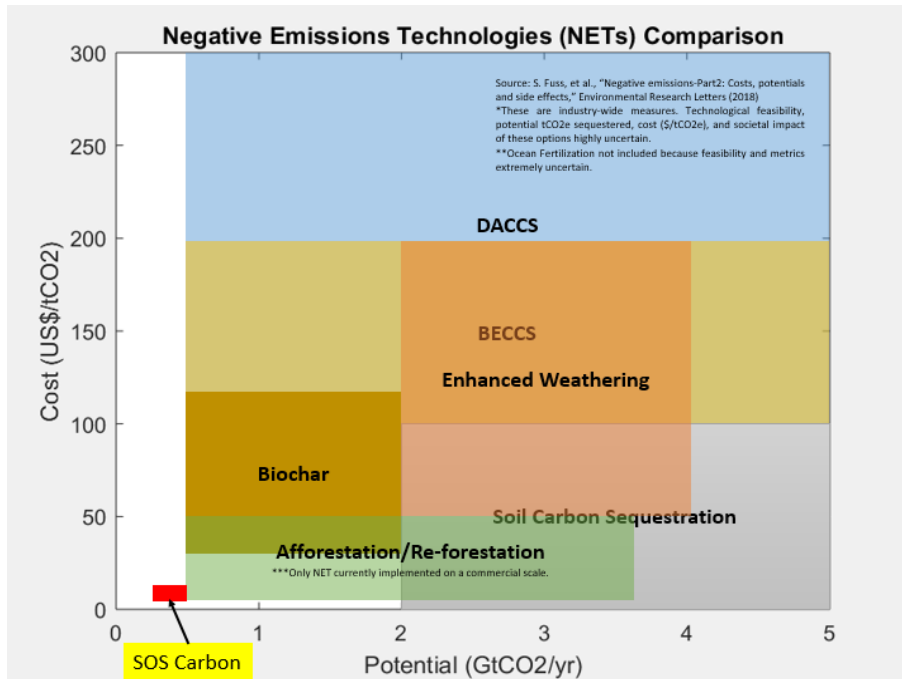 Negative Emissions Technologies (NETs) Comparison
300
250
200
150
100
50
0
Cost (US$/tCO2)
Source: S. Fuss, et al., "Negative emissions-Part2: Costs, potentials
and side effects," Environmental Research Letters (2018)
*These are industry-wide measures. Technological feasibility,
potential tCO2e sequestered, cost ($/tCO2e), and societal impact
of these options highly uncertain.
**Ocean Fertilization not included because feasibility and metrics
extremely uncertain.
DACCS
BECCS
Enhanced Weathering
Biochar
Soil Carbon Sequestration
Afforestation/Re-forestation
***Only NET currently implemented on a commercial scale.
0 1 2 3 4 5
SOS Carbon
Potential (GtCO2/yr)